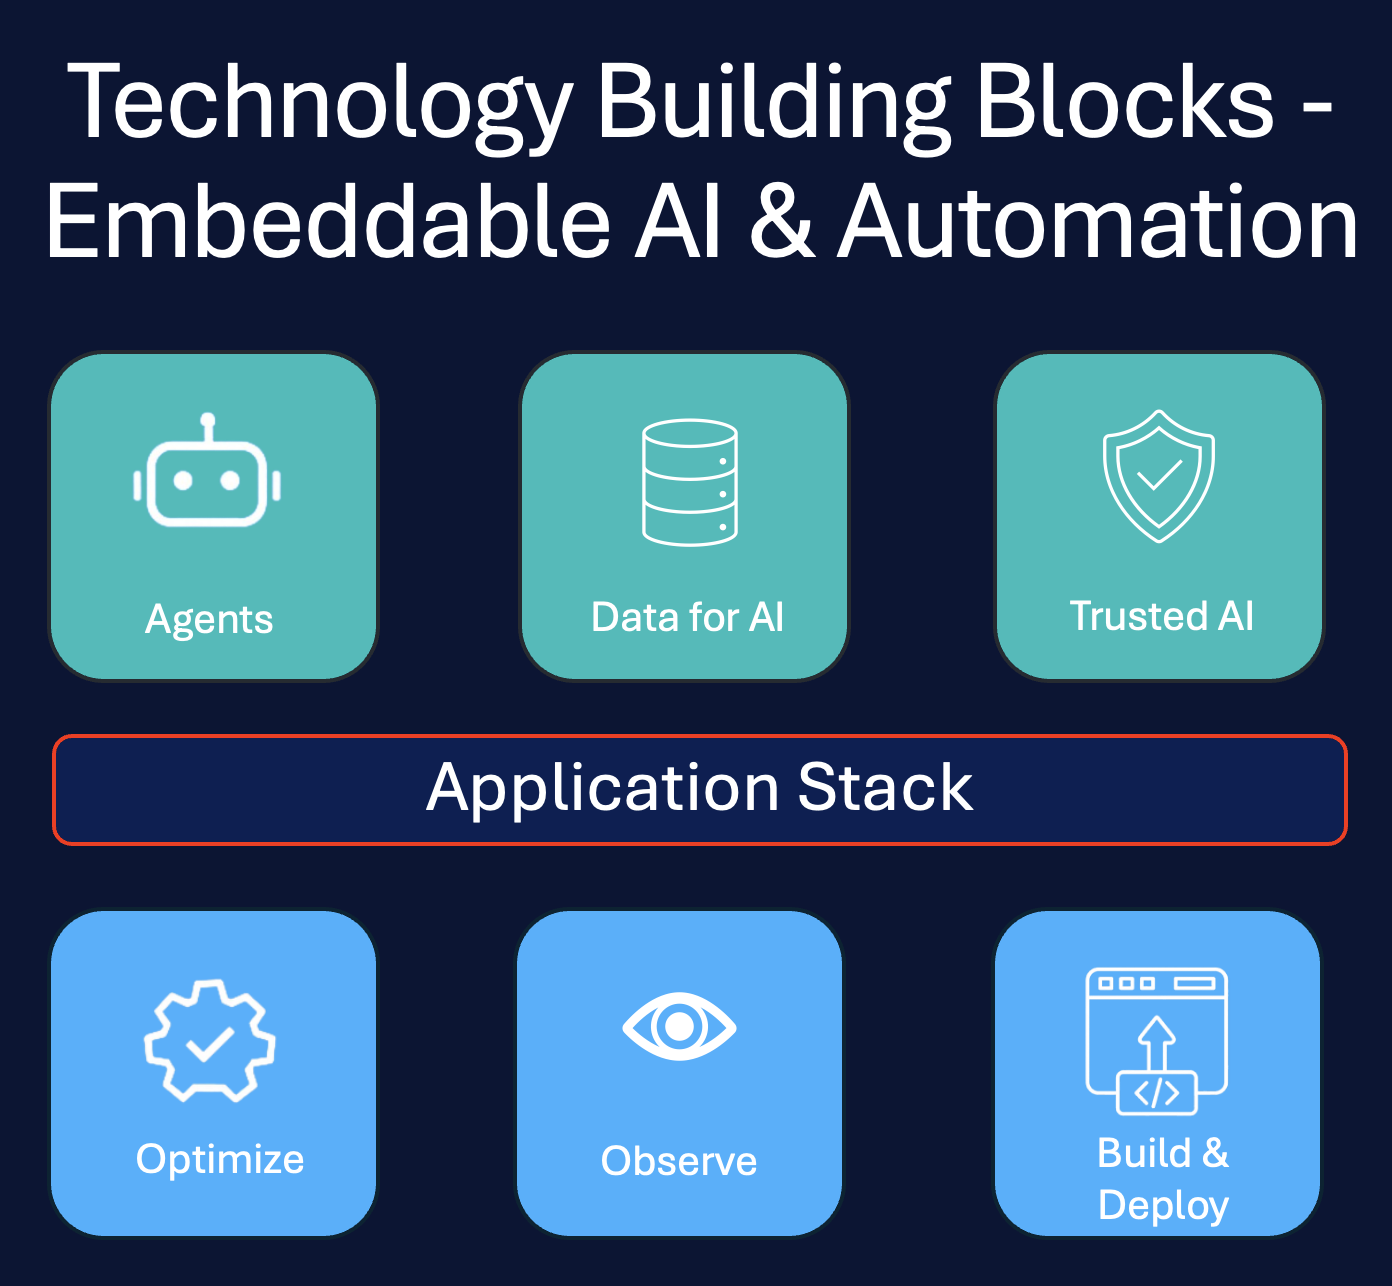 Technology Building Blocks -
Embeddable AI & Automation
Agents
Data for AI
Trusted AI
Application Stack
Optimize
Observe
Build &
Deploy